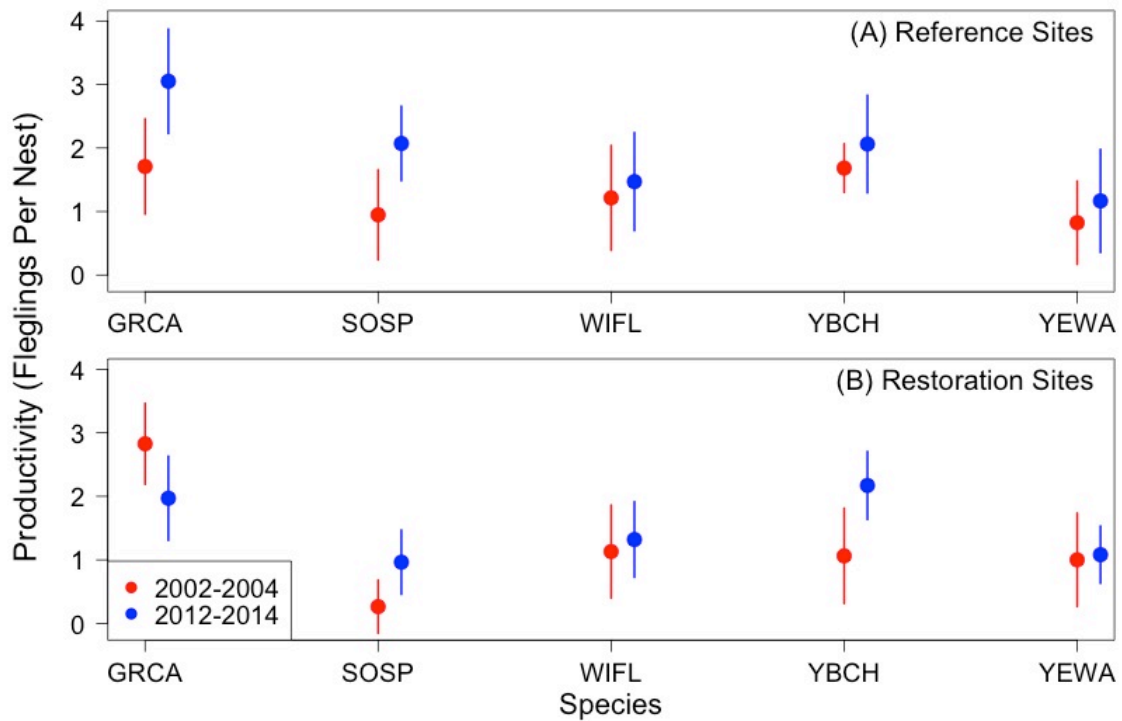 Productivity (Fleglings Per Nest)
(A) Reference Sites
4
3
2
1
0
GRCA SOSP WIFL YBCH YEWA
(B) Restoration Sites
4
3
2
1
0
2002-2004
2012-2014
GRCA SOSP WIFL YBCH YEWA
Species